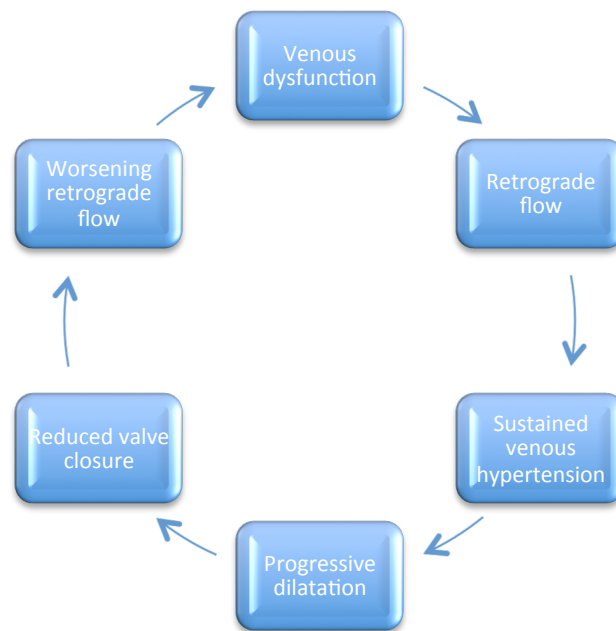 Venous
dysfunction
Retrograde
flow
Sustained
venous
hypertension
Progressive
dilatation
Reduced valve
closure
Worsening
retrograde
flow